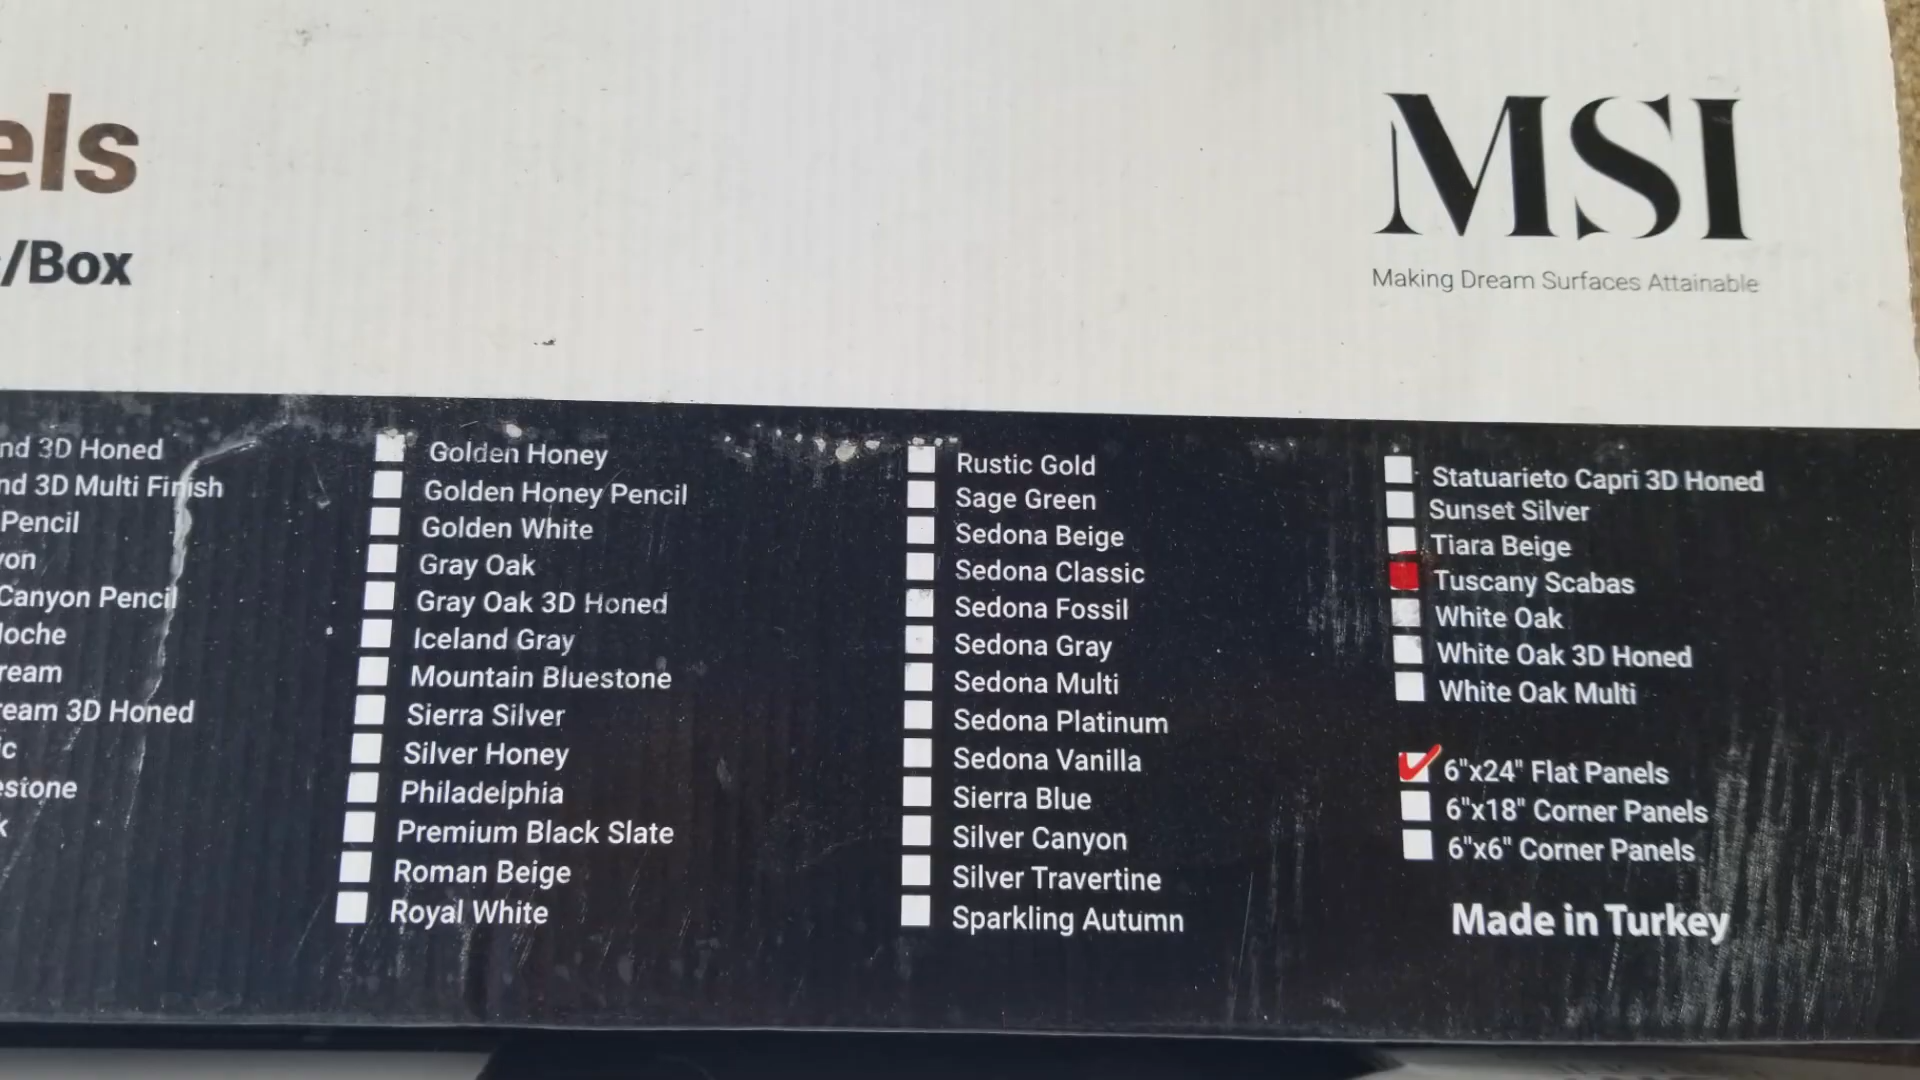 els
/Box
MSI
Making Dream Surfaces Attainable
nd 3D Honed
nd 3D Multi Finish
Pencil
yon
Canyon Pencil
loche
ream
ream 3D Honed
ic
estone
k
Golden Honey
Golden Honey Pencil
Golden White
Gray Oak
Gray Oak 3D Honed
Iceland Gray
Mountain Bluestone
Sierra Silver
Silver Honey
Philadelphia
Premium Black Slate
Roman Beige
Royal White
Rustic Gold
Sage Green
Sedona Beige
Sedona Classic
Sedona Fossil
Sedona Gray
Sedona Multi
Sedona Platinum
Sedona Vanilla
Sierra Blue
Silver Canyon
Silver Travertine
Sparkling Autumn
Statuarieto Capri 3D Honed
Sunset Silver
Tiara Beige
Tuscany Scabas
White Oak
White Oak 3D Honed
White Oak Multi
6"x24" Flat Panels
6"x18" Corner Panels
6"x6" Corner Panels
Made in Turkey